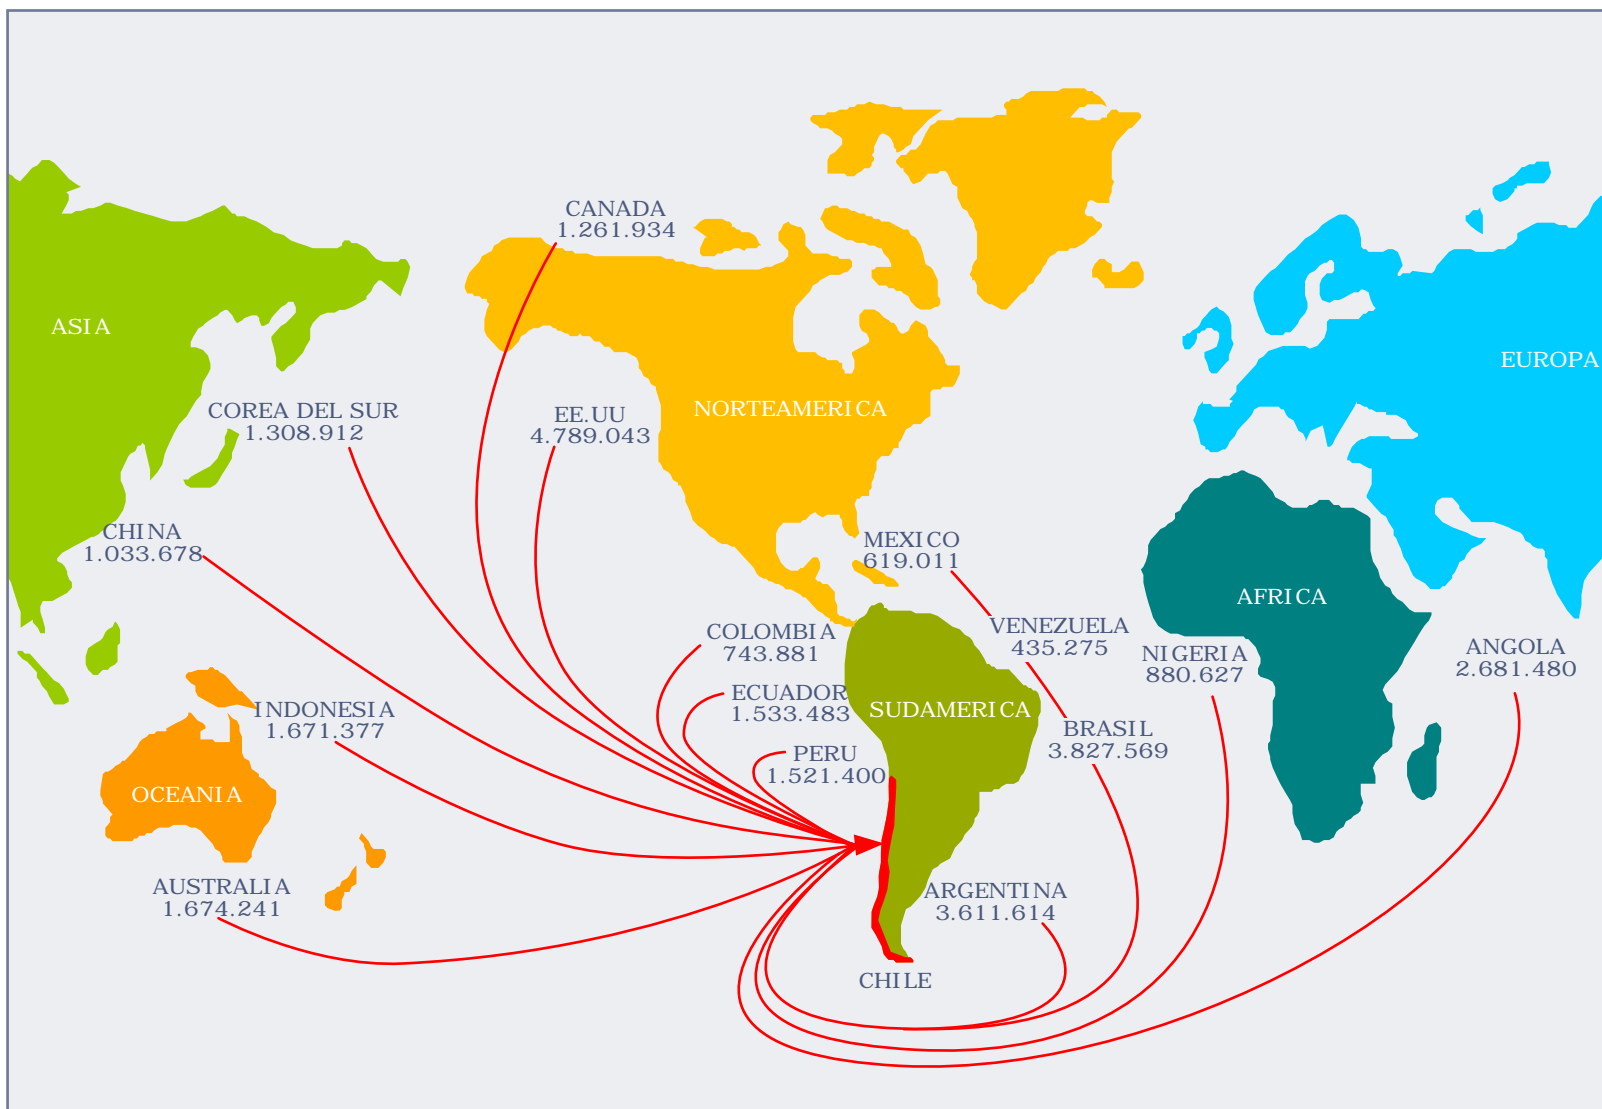 CANADA
1.261.934
ASIA
EUROPA
COREA DEL SUR
1.308.912
EE.UU
4.789.043
NORTEAMERICA
CHINA
1.033.678
MEXICO
619.011
AFRICA
COLOMBIA
743.881
VENEZUELA
435.275
NIGERIA
880.627
ANGOLA
2.681.480
ECUADOR
1.533.483
INDONESIA
1.671.377
SUDAMERICA
BRASIL
3.827.569
PERU
1.521.400
OCEANIA
AUSTRALIA
1.674.241
ARGENTINA
3.611.614
CHILE